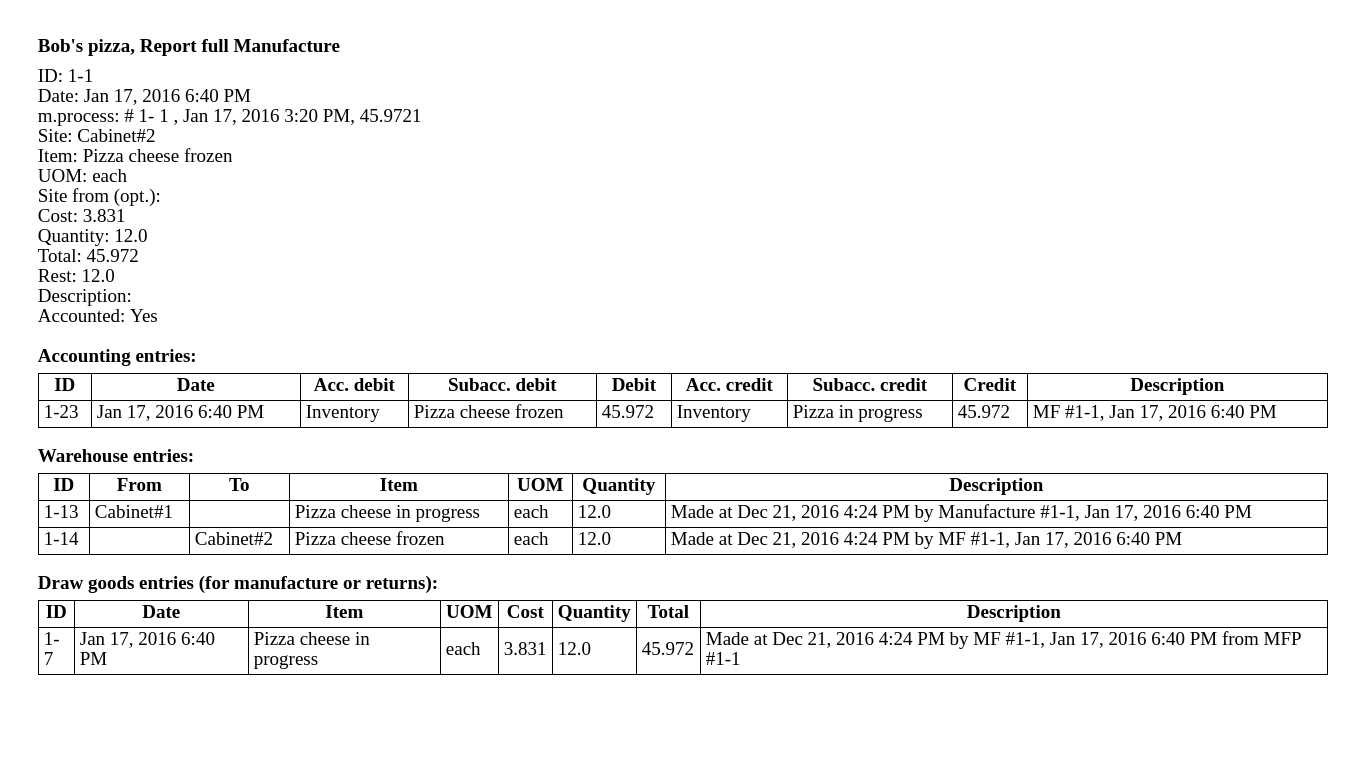 Bob's pizza, Report full Manufacture
ID: 1-1
Date: Jan 17, 2016 6:40 PM
m.process: # 1- 1 , Jan 17, 2016 3:20 PM, 45.9721
Site: Cabinet#2
Item: Pizza cheese frozen
UOM: each
Site from (opt.):
Cost: 3.831
Quantity: 12.0
Total: 45.972
Rest: 12.0
Description:
Accounted: Yes
Accounting entries:
ID Date Acc. debit Subacc. debit Debit Acc. credit Subacc. credit Credit Description
1-23 Jan 17, 2016 6:40 PM Inventory Pizza cheese frozen 45.972 Inventory Pizza in progress 45.972 MF #1-1, Jan 17, 2016 6:40 PM
Warehouse entries:
ID From To Item UOM Quantity Description
1-13 Cabinet#1 Pizza cheese in progress each 12.0 Made at Dec 21, 2016 4:24 PM by Manufacture #1-1, Jan 17, 2016 6:40 PM
1-14 Cabinet#2 Pizza cheese frozen each 12.0 Made at Dec 21, 2016 4:24 PM by MF #1-1, Jan 17, 2016 6:40 PM
Draw goods entries (for manufacture or returns):
ID Date Item UOM Cost Quantity Total Description
1- Jan 17, 2016 6:40 Pizza cheese in each 3.831 12.0 45.972 Made at Dec 21, 2016 4:24 PM by MF #1-1, Jan 17, 2016 6:40 PM from MFP
7 PM progress #1-1